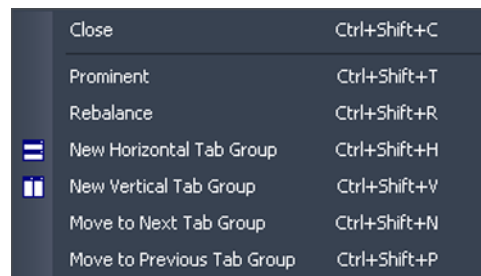 Close Ctrl+Shift+C
Prominent Ctrl+Shift+T
Rebalance Ctrl+Shift+R
New Horizontal Tab Group Ctrl+Shift+H
New Vertical Tab Group Ctrl+Shift+V
Move to Next Tab Group Ctrl+Shift+N
Move to Previous Tab Group Ctrl+Shift+P